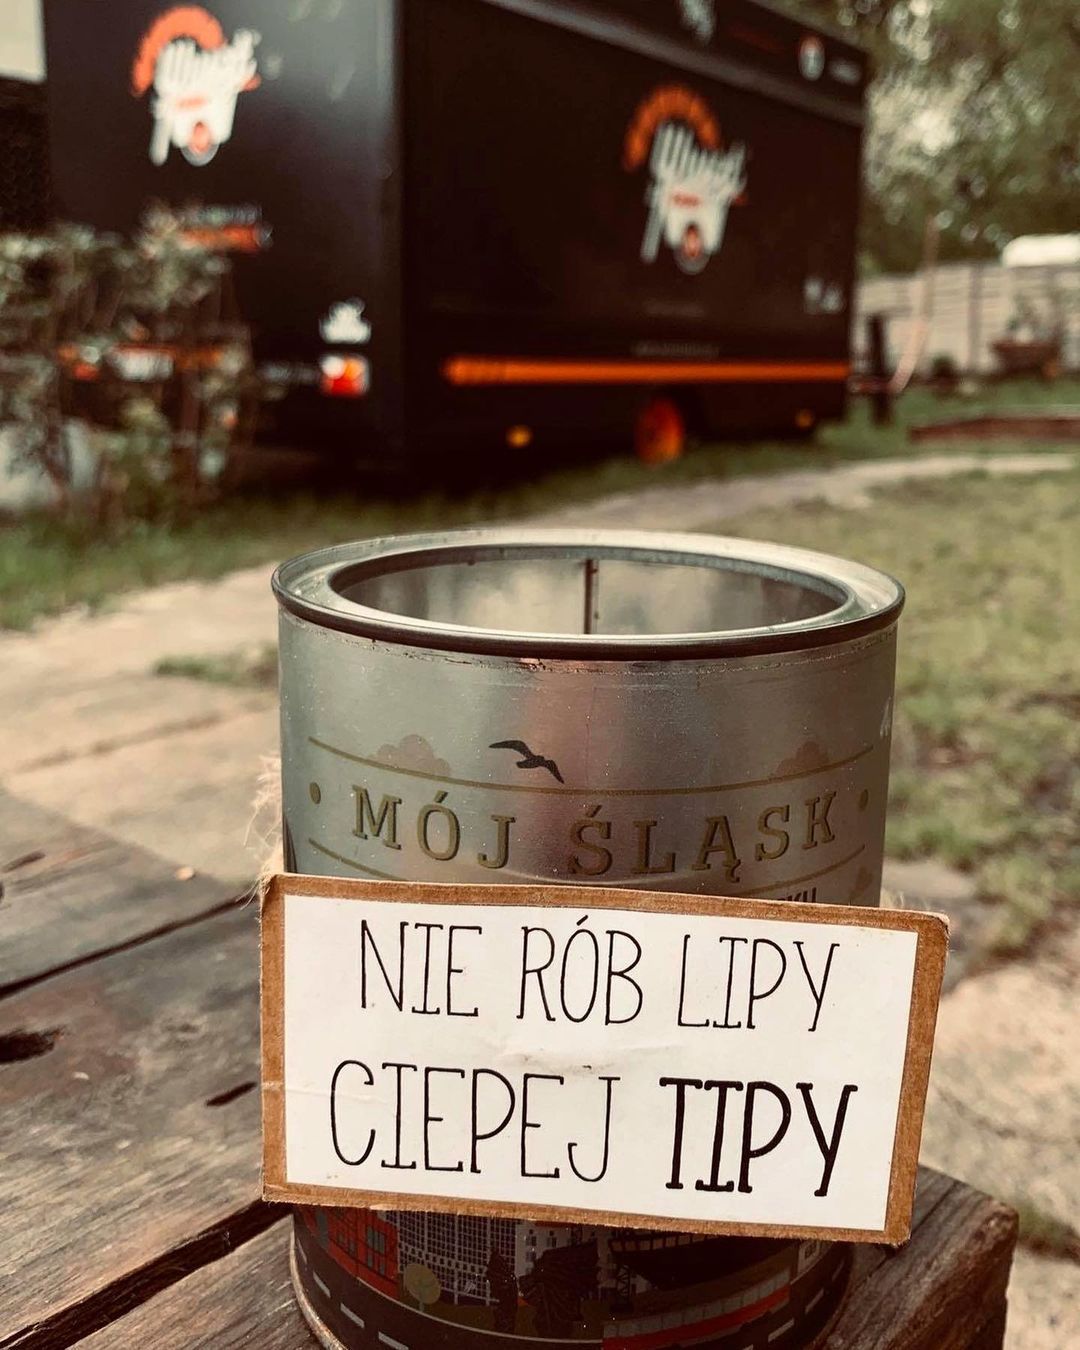 MÓJ ŚLĄSK
NIE RÓB LIPY
CIEPEJ TIPY